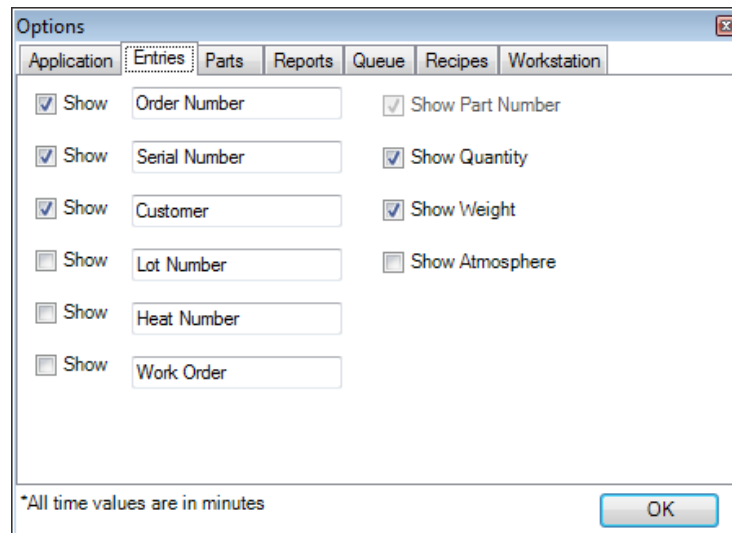 Options
Application Entries Parts Reports Queue Recipes Workstation
Show Order Number Show Part Number
Show Serial Number Show Quantity
Show Customer Show Weight
Show Lot Number Show Atmosphere
Show Heat Number
Show Work Order
*All time values are in minutes OK